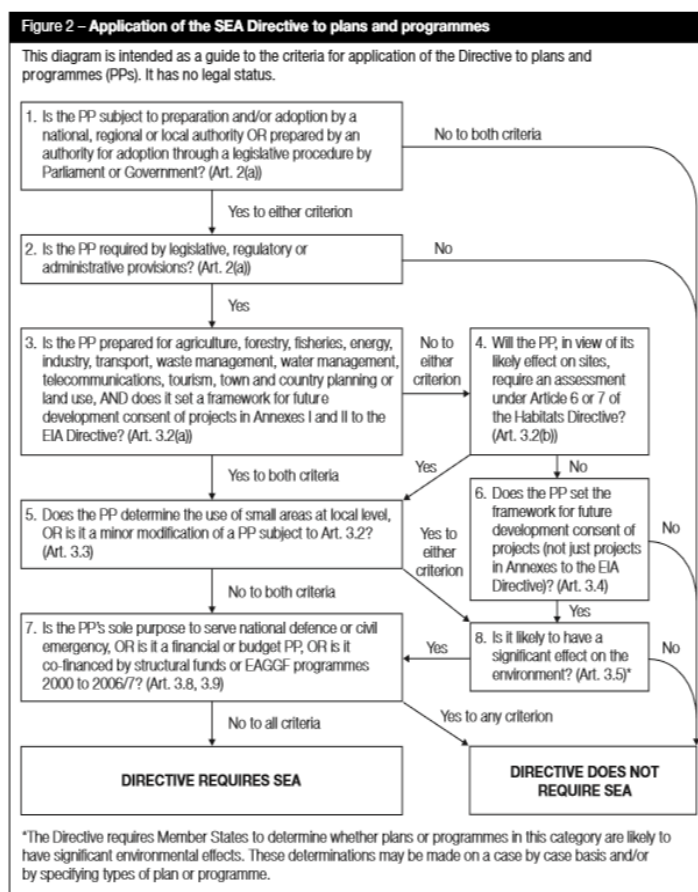 Figure 2 – Application of the SEA Directive to plans and programmes
This diagram is intended as a guide to the criteria for application of the Directive to plans and
programmes (PPs). It has no legal status.
1. Is the PP subject to preparation and/or adoption by a
national, regional or local authority OR prepared by an
authority for adoption through a legislative procedure by
Parliament or Government? (Art. 2(a))
No to both criteria
Yes to either criterion
2. Is the PP required by legislative, regulatory or
administrative provisions? (Art. 2(a))
No
Yes
3. Is the PP prepared for agriculture, forestry, fisheries, energy,
industry, transport, waste management, water management,
telecommunications, tourism, town and country planning or
land use, AND does it set a framework for future
development consent of projects in Annexes I and II to the
EIA Directive? (Art. 3.2(a))
No to
either
criterion
4. Will the PP, in view of its
likely effect on sites,
require an assessment
under Article 6 or 7 of
the Habitats Directive?
(Art. 3.2(b))
Yes to both criteria
Yes
No
5. Does the PP determine the use of small areas at local level,
OR is it a minor modification of a PP subject to Art. 3.2?
(Art. 3.3)
Yes to
either
criterion
6. Does the PP set the
framework for future
development consent of
projects (not just projects
in Annexes to the EIA
Directive)? (Art. 3.4)
No
No to both criteria
Yes
7. Is the PP's sole purpose to serve national defence or civil
emergency, OR is it a financial or budget PP, OR is it
co-financed by structural funds or EAGGF programmes
2000 to 2006/7? (Art. 3.8, 3.9)
Yes
8. Is it likely to have a
significant effect on the
environment? (Art. 3.5)*
No
No to all criteria
Yes to any criterion
DIRECTIVE REQUIRES SEA
DIRECTIVE DOES NOT
REQUIRE SEA
*The Directive requires Member States to determine whether plans or programmes in this category are likely to
have significant environmental effects. These determinations may be made on a case by case basis and/or
by specifying types of plan or programme.